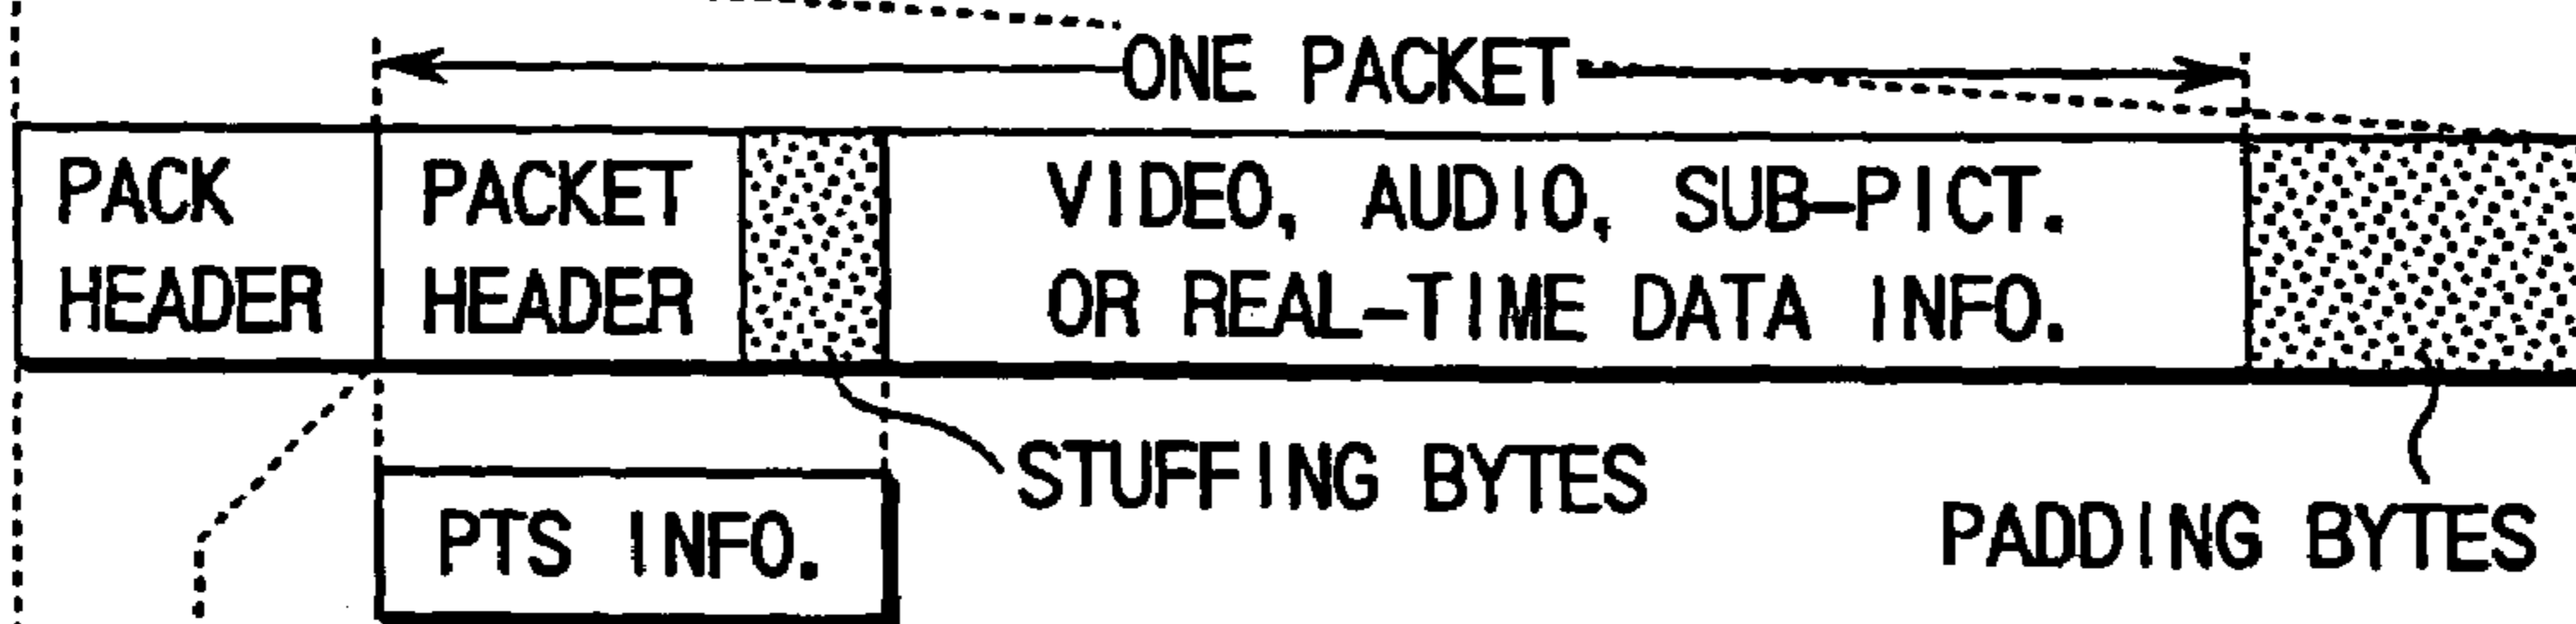 ONE PACKET
PACK
HEADER
PACKET
HEADER
VIDEO, AUDIO, SUB-PICT.
OR REAL-TIME DATA INFO.
STUFFING BYTES
PADDING BYTES
PTS INFO.